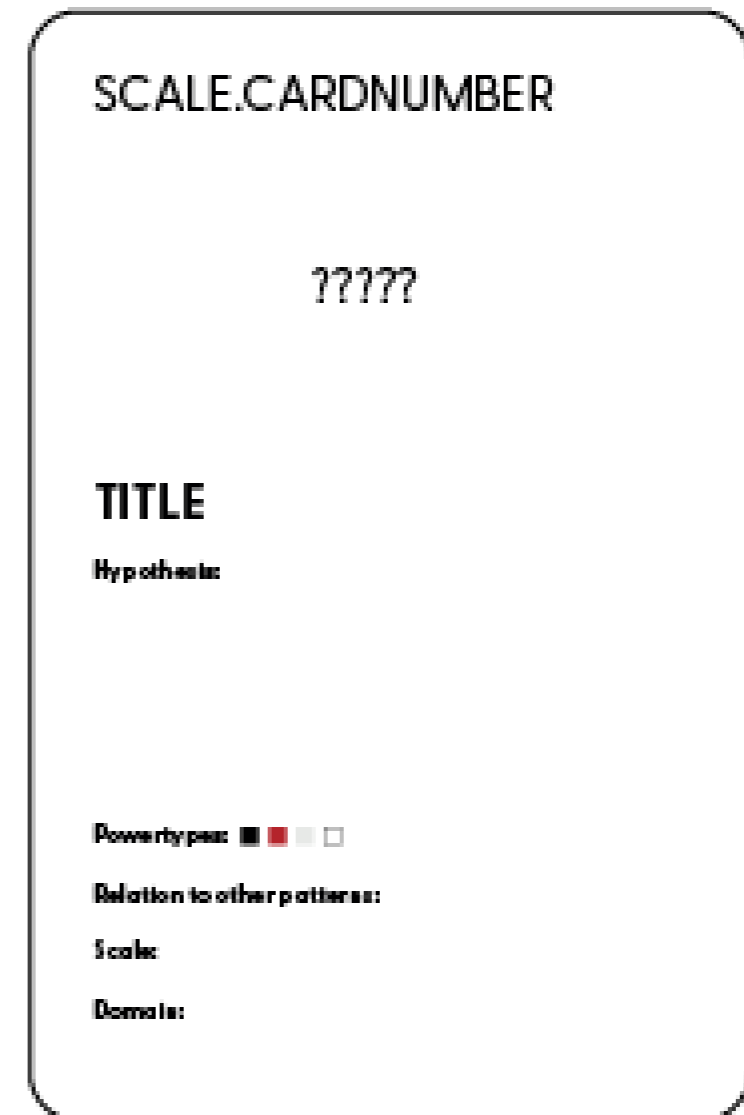 SCALE.CARDNUMBER
?????
TITLE
Hypothesis:
Powertypes:
Relation to other patterns:
Scale:
Domain: